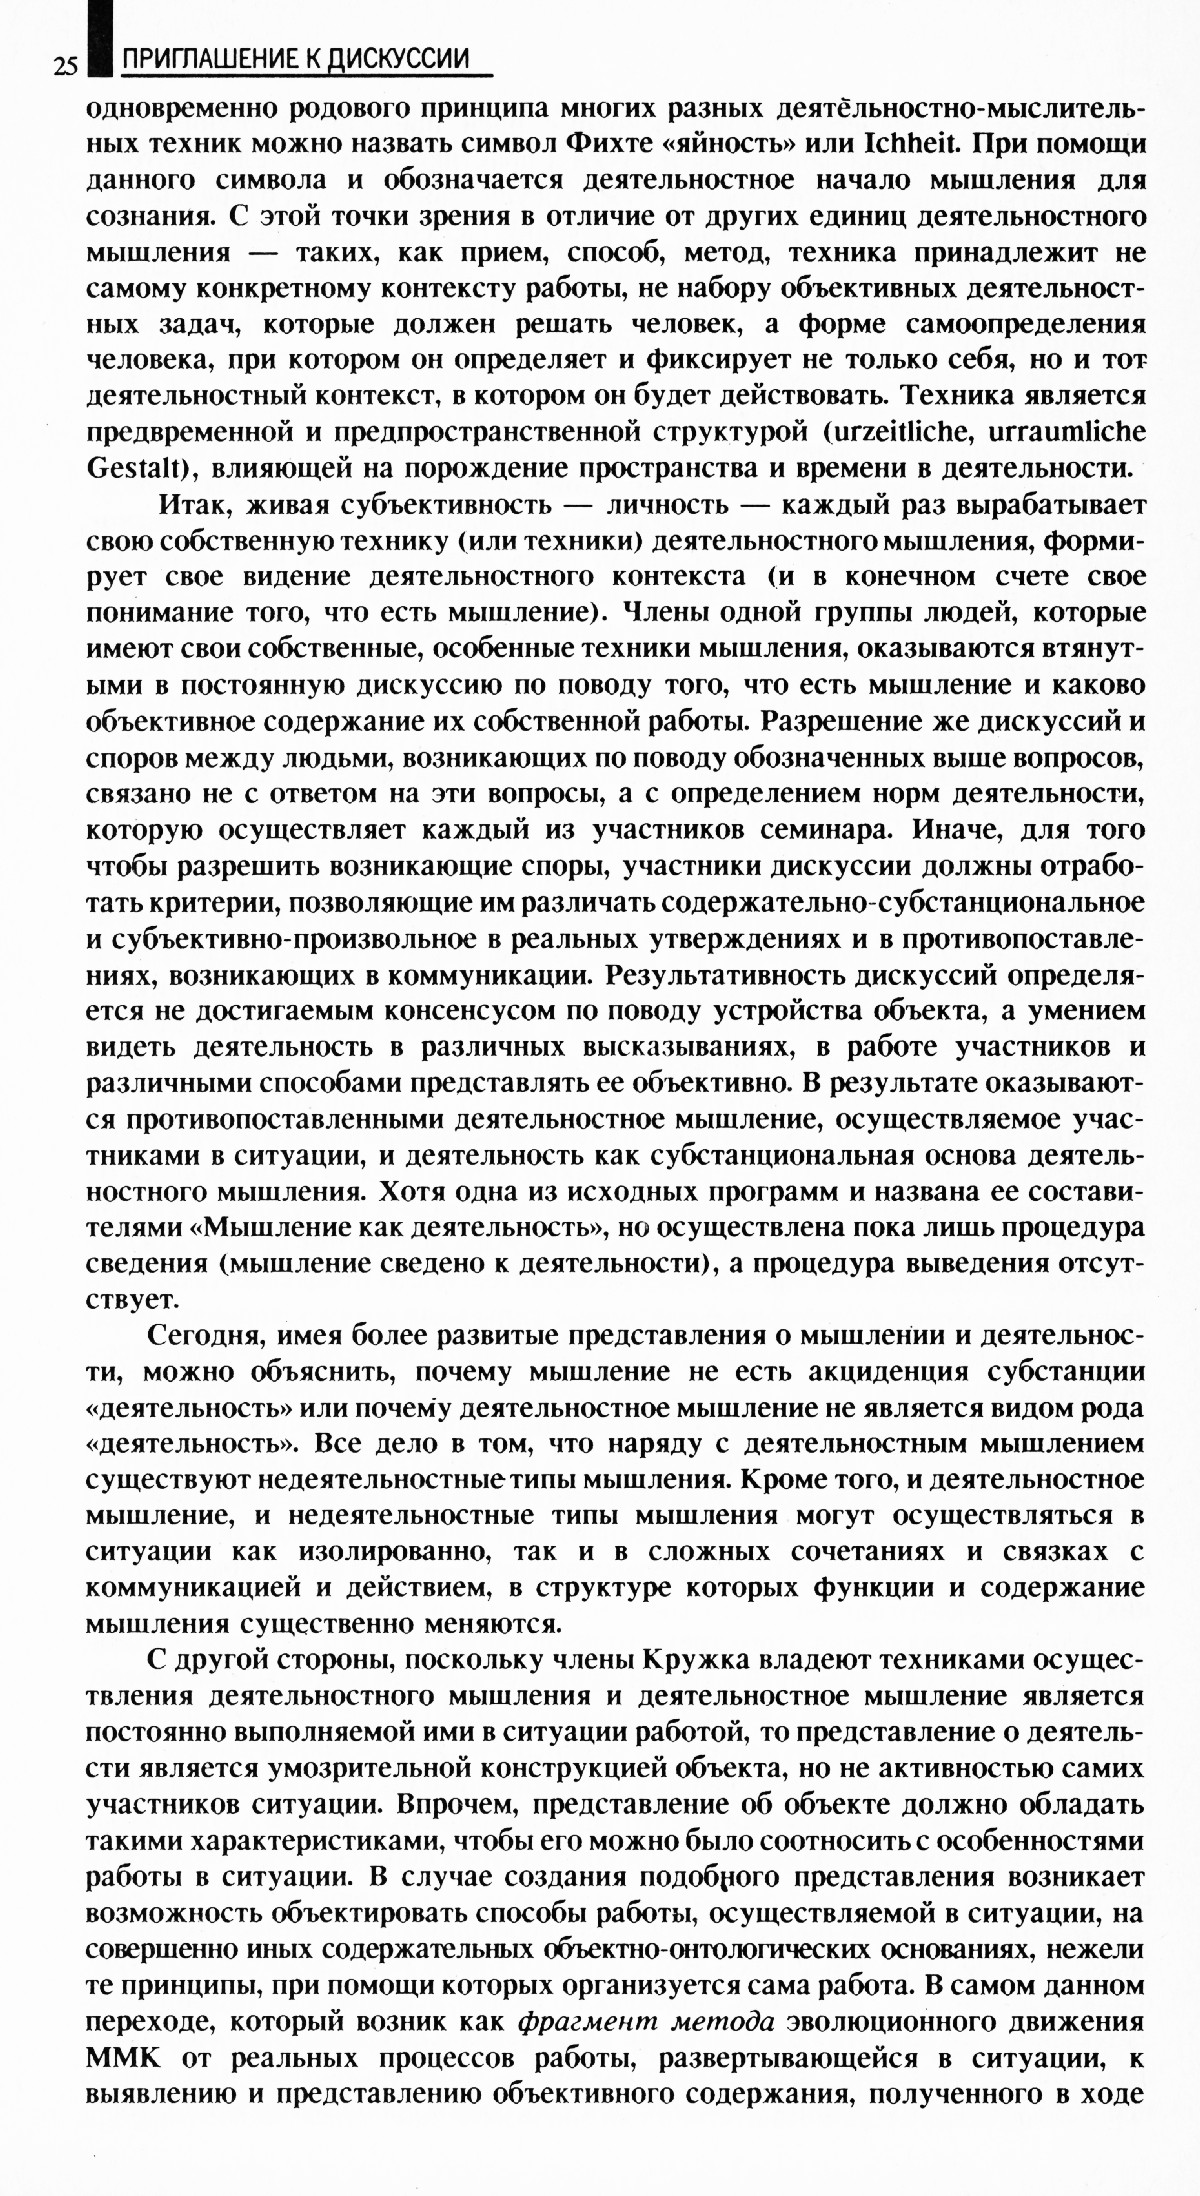 25 ПРИГЛАШЕНИЕ К ДИСКУССИИ
одновременно родового принципа многих разных деятельностно-мыслитель-
ных техник можно назвать символ Фихте «яйность» или Ichheit. При помощи
данного символа и обозначается деятельностное начало мышления для
сознания. С этой точки зрения в отличие от других единиц деятельностного
мышления — таких, как прием, способ, метод, техника принадлежит не
самому конкретному контексту работы, не набору объективных деятельност-
ных задач, которые должен решать человек, а форме самоопределения
человека, при котором он определяет и фиксирует не только себя, но и тот
деятельностный контекст, в котором он будет действовать. Техника является
предвременной и предпространственной структурой (urzeitliche, urraumliche
Gestalt), влияющей на порождение пространства и времени в деятельности.
Итак, живая субъективность — личность — каждый раз вырабатывает
свою собственную технику (или техники) деятельностного мышления, форми-
рует свое видение деятельностного контекста (и в конечном счете свое
понимание того, что есть мышление). Члены одной группы людей, которые
имеют свои собственные, особенные техники мышления, оказываются втянут-
ыми в постоянную дискуссию по поводу того, что есть мышление и каково
объективное содержание их собственной работы. Разрешение же дискуссий и
споров между людьми, возникающих по поводу обозначенных выше вопросов,
связано не с ответом на эти вопросы, а с определением норм деятельности,
которую осуществляет каждый из участников семинара. Иначе, для того
чтобы разрешить возникающие споры, участники дискуссии должны отрабо-
тать критерии, позволяющие им различать содержательно-субстанциональное
и субъективно-произвольное в реальных утверждениях и в противопоставле-
ниях, возникающих в коммуникации. Результативность дискуссий определя-
ется не достигаемым консенсусом по поводу устройства объекта, а умением
видеть деятельность в различных высказываниях, в работе участников и
различными способами представлять ее объективно. В результате оказывают-
ся противопоставленными деятельностное мышление, осуществляемое учас-
тниками в ситуации, и деятельность как субстанциональная основа деятель-
ностного мышления. Хотя одна из исходных программ и названа ее состави-
телями «Мышление как деятельность», но осуществлена пока лишь процедура
сведения (мышление сведено к деятельности), а процедура выведения отсут-
ствует.
Сегодня, имея более развитые представления о мышлении и деятельнос-
ти, можно объяснить, почему мышление не есть акциденция субстанции
«деятельность» или почему деятельностное мышление не является видом рода
«деятельность». Все дело в том, что наряду с деятельностным мышлением
существуют недеятельностные типы мышления. Кроме того, и деятельностное
мышление, и недеятельностные типы мышления могут осуществляться в
ситуации как изолированно, так и в сложных сочетаниях и связках с
коммуникацией и действием, в структуре которых функции и содержание
мышления существенно меняются.
С другой стороны, поскольку члены Кружка владеют техниками осущес-
твления деятельностного мышления и деятельностное мышление является
постоянно выполняемой ими в ситуации работой, то представление о деятель-
сти является умозрительной конструкцией объекта, но не активностью самих
участников ситуации. Впрочем, представление об объекте должно обладать
такими характеристиками, чтобы его можно было соотносить с особенностями
работы в ситуации. В случае создания подобного представления возникает
возможность объектировать способы работы, осуществляемой в ситуации, на
совершенно иных содержательных объектно-онтологических основаниях, нежели
те принципы, при помощи которых организуется сама работа. В самом данном
переходе, который возник как фрагмент метода эволюционного движения
ММК от реальных процессов работы, развертывающейся в ситуации, к
выявлению и представлению объективного содержания, полученного в ходе